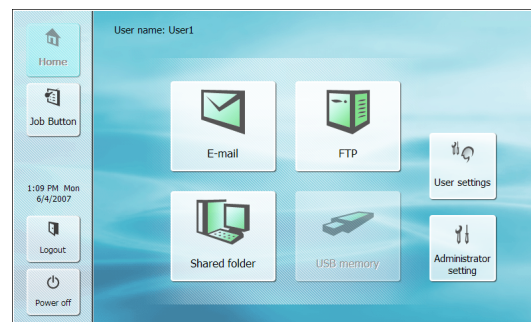 User name: User1
Home
Job Button
1:09 PM Mon
6/4/2007
Logout
Power off
E-mail
FTP
Shared folder
USB memory
User settings
Administrator
setting